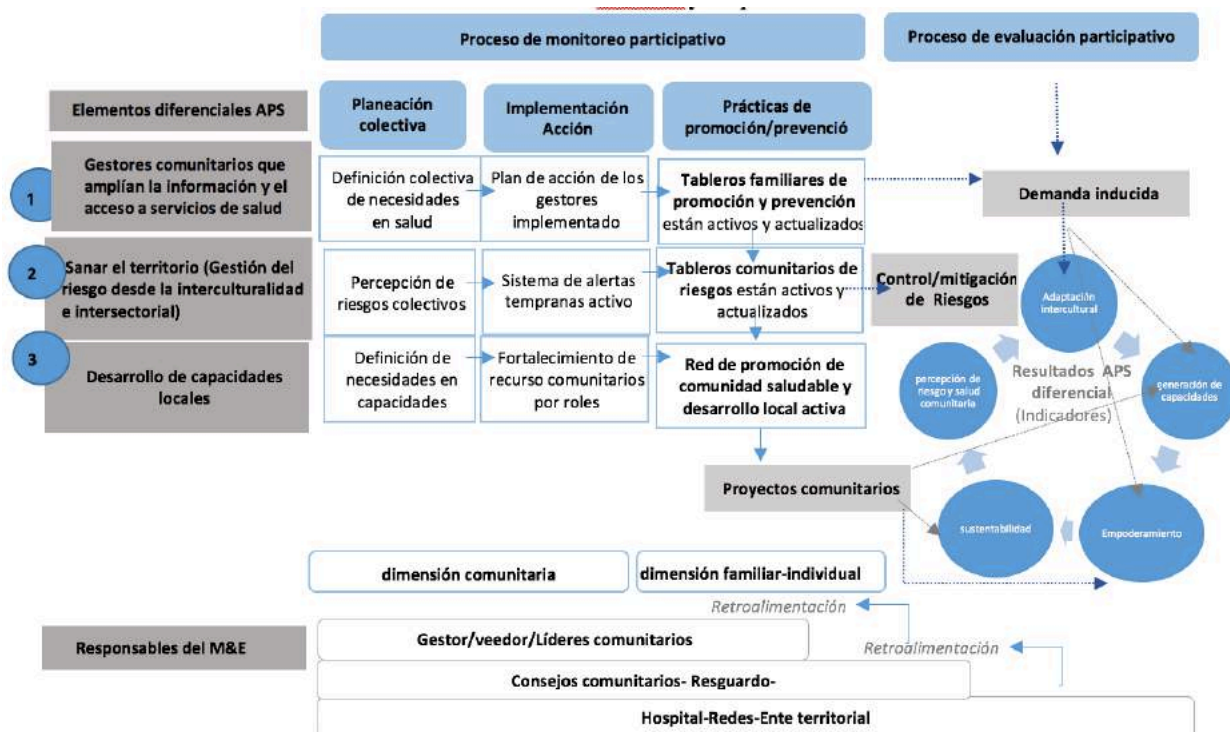 Proceso de monitoreo participativo
Proceso de evaluación participativo
Elementos diferenciales APS
Planeación
colectiva
Implementación
Acción
Prácticas de
promoción/prevenció
1
Gestores comunitarios que
amplían la información y el
acceso a servicios de salud
Definición colectiva
de necesidades
en salud
Plan de acción de los
gestores
implementado
Tableros familiares de
promoción y prevención
están activos y actualizados
Demanda inducida
2
Sanar el territorio (Gestión del
riesgo desde la interculturalidad
e intersectorial)
Percepción de
riesgos colectivos
Sistema de alertas
tempranas activo
Tableros comunitarios de
riesgos están activos y
actualizados
Control/mitigación
de Riesgos
Adaptación
intercultural
3
Desarrollo de capacidades
locales
Definición de
necesidades en
capacidades
Fortalecimiento de
recurso comunitarios
por roles
Red de promoción de
comunidad saludable y
desarrollo local activa
percepción de
riesgo y salud
comunitaria
Resultados APS
diferencial
(Indicadores)
generación de
capacidades
Proyectos comunitarios
sustentabilidad
Empoderamiento
dimensión comunitaria
dimensión familiar-individual
Retroalimentación
Responsables del M&E
Gestor/veedor/Líderes comunitarios
Retroalimentación
Consejos comunitarios- Resguardo-
Hospital-Redes-Ente territorial